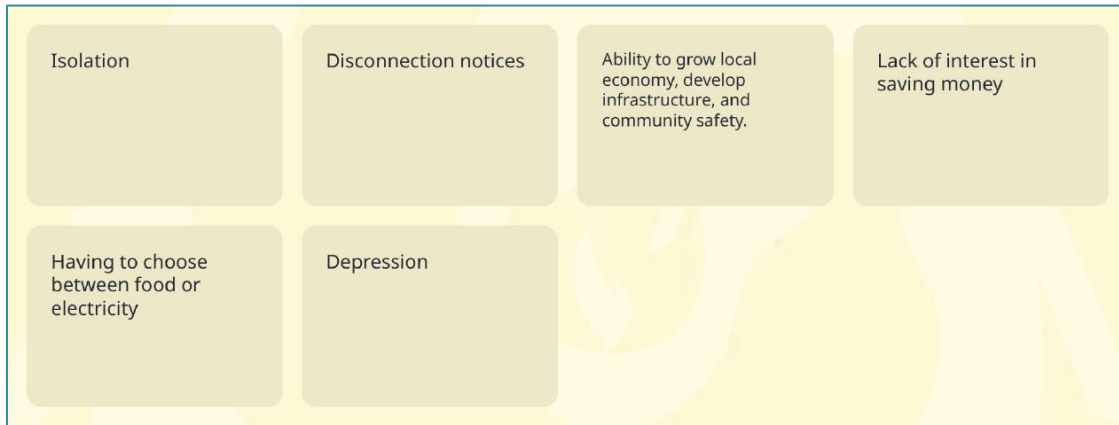 Isolation
Disconnection notices
Ability to grow local
economy, develop
infrastructure, and
community safety.
Lack of interest in
saving money
Having to choose
between food or
electricity
Depression